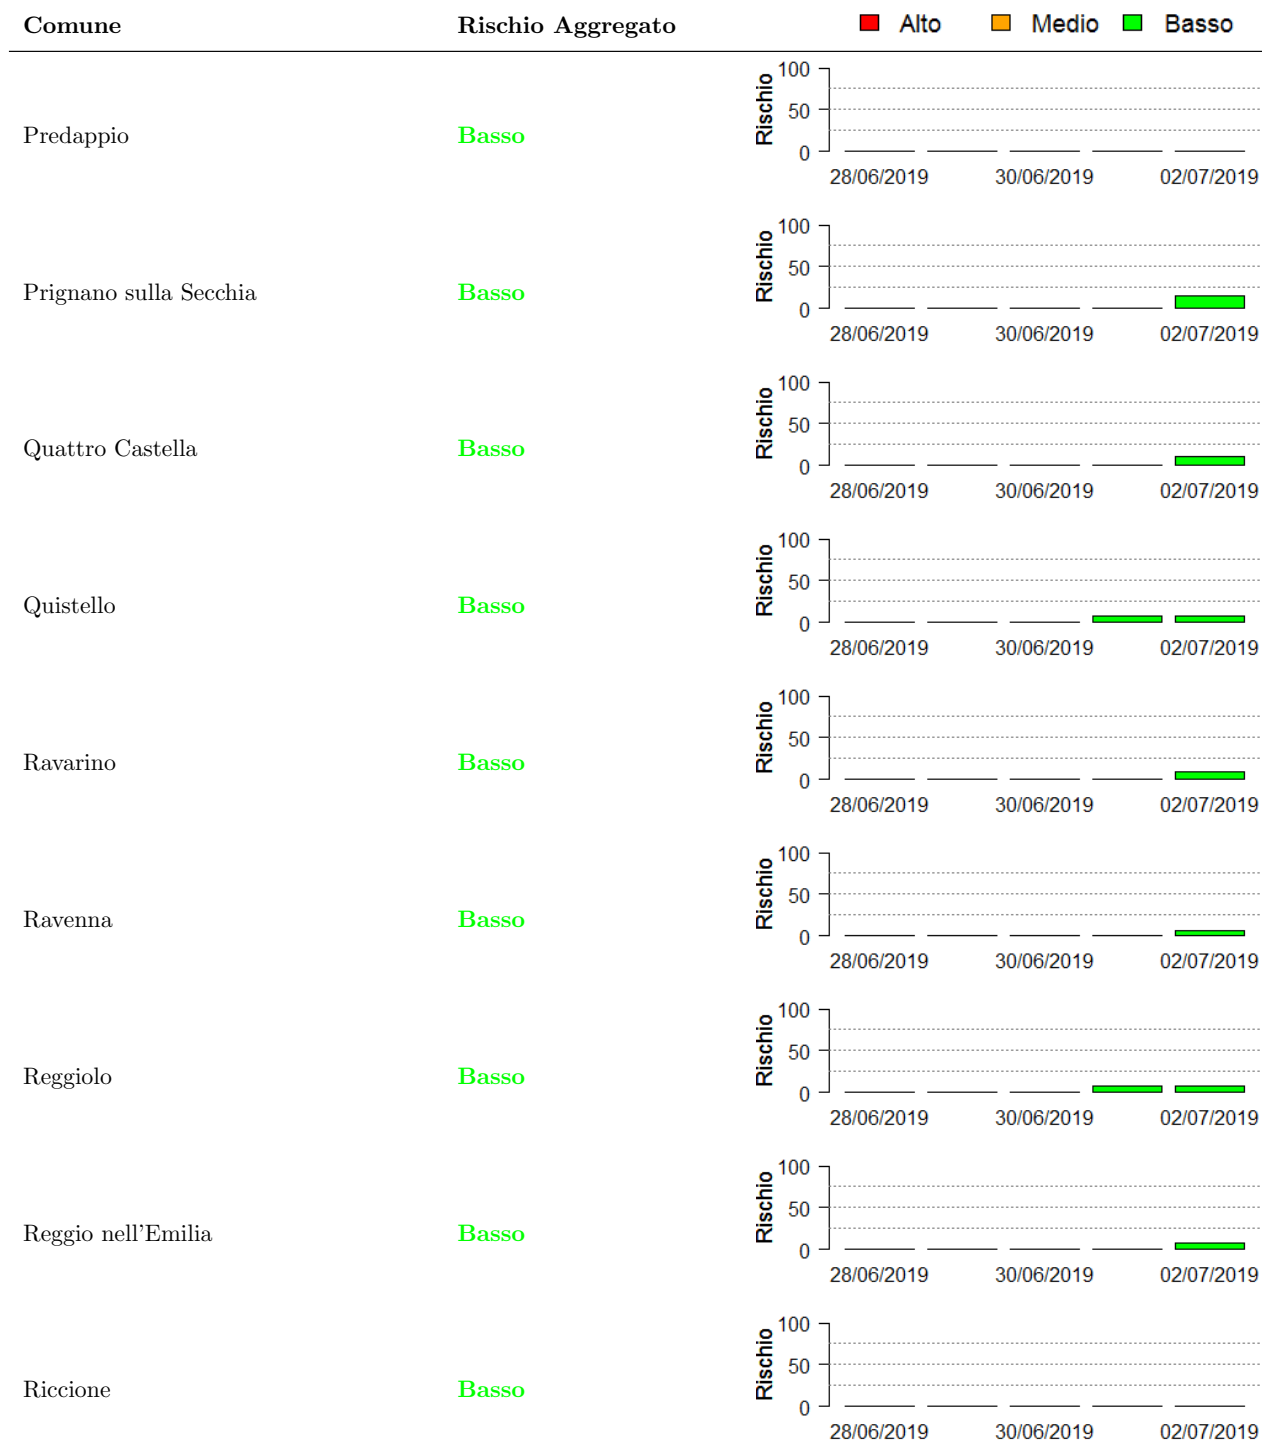 Comune Rischio Aggregato Alto Medio Basso
100
50
0
Rischio
Predappio Basso
28/06/2019 30/06/2019 02/07/2019
100
50
0
Rischio
Prignano sulla Secchia Basso
28/06/2019 30/06/2019 02/07/2019
100
50
0
Rischio
Quattro Castella Basso
28/06/2019 30/06/2019 02/07/2019
100
50
0
Rischio
Quistello Basso
28/06/2019 30/06/2019 02/07/2019
100
50
0
Rischio
Ravarino Basso
28/06/2019 30/06/2019 02/07/2019
100
50
0
Rischio
Ravenna Basso
28/06/2019 30/06/2019 02/07/2019
100
50
0
Rischio
Reggiolo Basso
28/06/2019 30/06/2019 02/07/2019
100
50
0
Rischio
Reggio nell'Emilia Basso
28/06/2019 30/06/2019 02/07/2019
100
50
0
Rischio
Riccione Basso
28/06/2019 30/06/2019 02/07/2019